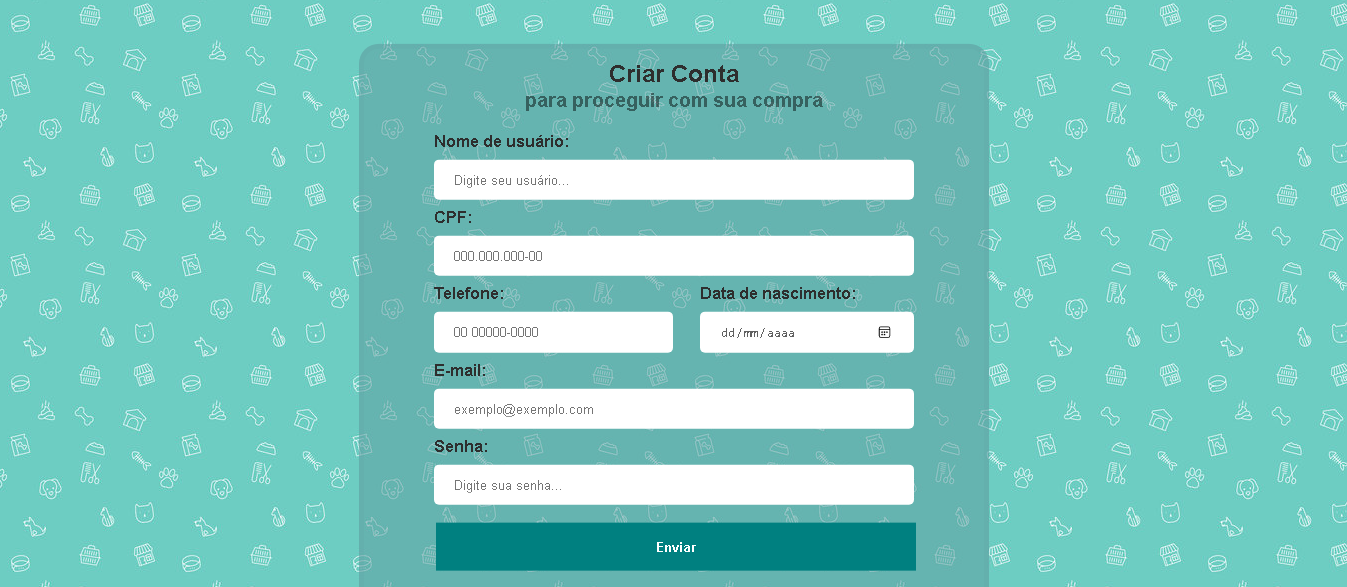 Criar Conta
para proceguir com sua compra
Nome de usuário:
Digite seu usuário...
CPF:
000.000.000-00
Telefone: Data de nascimento:
00 00000-0000 dd/mm/aaaa
E-mail:
exemplo@exemplo.com
Senha:
Digite sua senha...
Enviar